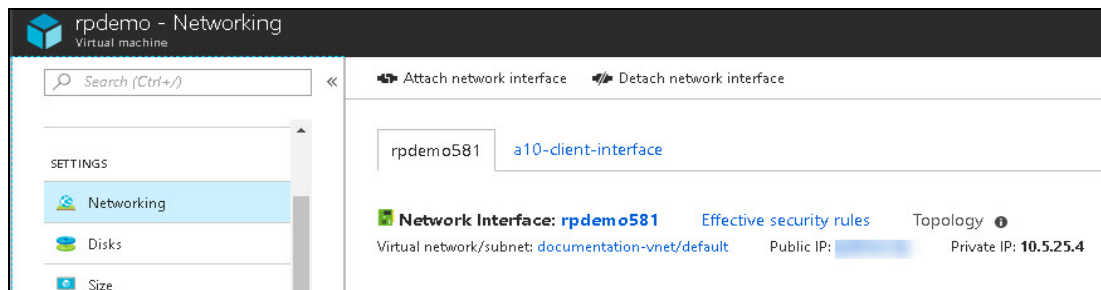 rpdemo - Networking
Virtual machine
Search (Ctrl+/)
«
Attach network interface
Detach network interface
rpdemo581
a10-client-interface
SETTINGS
Networking
Disks
Size
Network Interface: rpdemo581 Effective security rules Topology
Virtual network/subnet: documentation-vnet/default Public IP: Private IP: 10.5.25.4